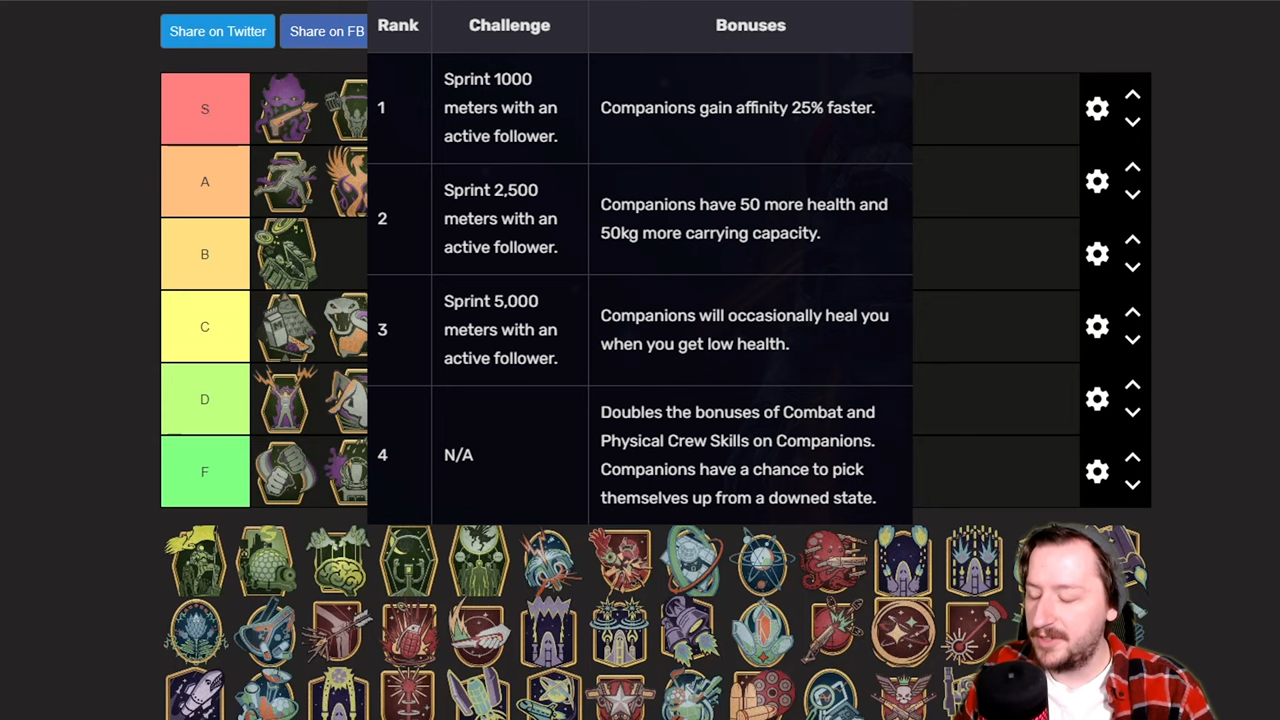 Share on Twitter
Share on FB
S
A
B
C
D
F
Rank Challenge Bonuses
1
Sprint 1000
meters with an
active follower.
Companions gain affinity 25% faster.
2
Sprint 2,500
meters with an
active follower.
Companions have 50 more health and
50kg more carrying capacity.
3
Sprint 5,000
meters with an
active follower.
Companions will occasionally heal you
when you get low health.
4
N/A
Doubles the bonuses of Combat and
Physical Crew Skills on Companions.
Companions have a chance to pick
themselves up from a downed state.